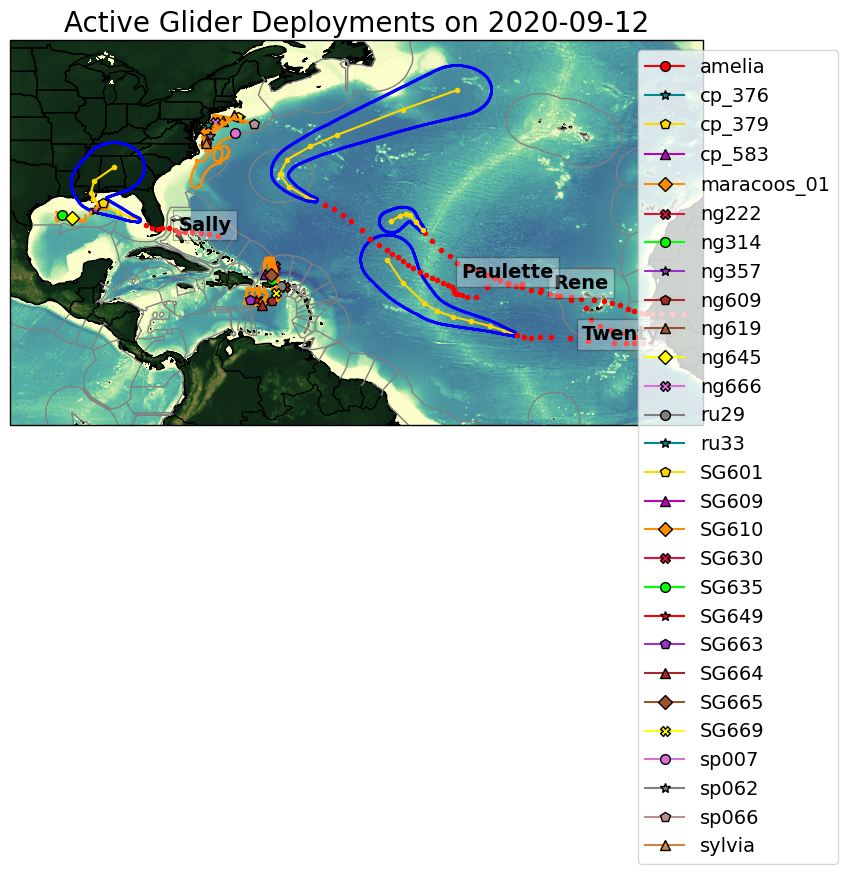 Active Glider Deployments on 2020-09-12
Sally
Paulette
Rene
Twenty
amelia
cp_376
cp_379
cp_583
maracoos_01
ng222
ng314
ng357
ng609
ng619
ng645
ng666
ru29
ru33
SG601
SG609
SG610
SG630
SG635
SG649
SG663
SG664
SG665
SG669
sp007
sp062
sp066
sylvia